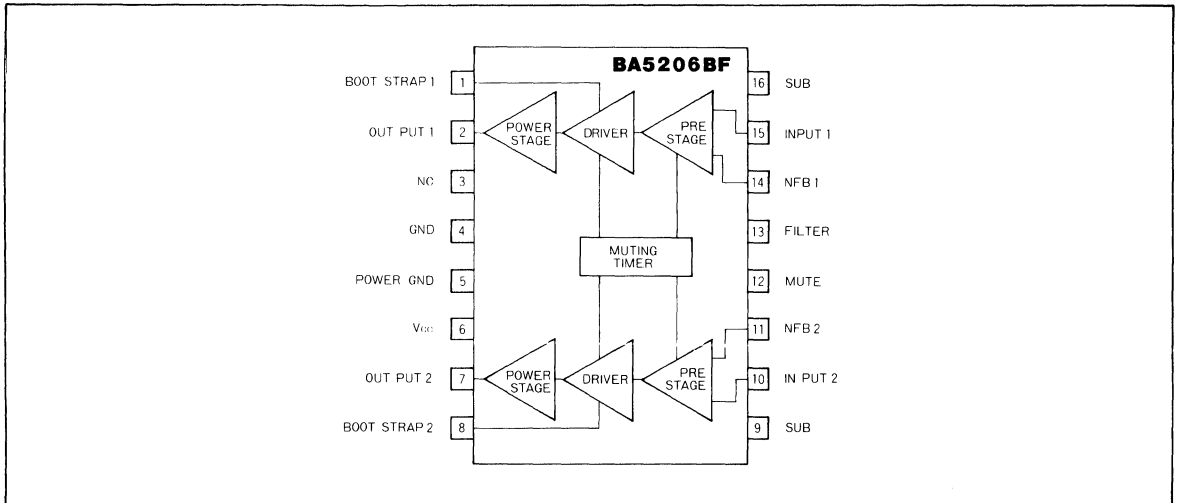 BA5206BF
BOOT STRAP 1 1
16 SUB
OUT PUT 1 2
POWER STAGE
DRIVER
PRE STAGE
15 INPUT 1
NC 3
14 NFB 1
GND 4
13 FILTER
MUTING TIMER
POWER GND 5
12 MUTE
Vcc 6
11 NFB 2
OUT PUT 2 7
POWER STAGE
DRIVER
PRE STAGE
10 IN PUT 2
BOOT STRAP 2 8
9 SUB